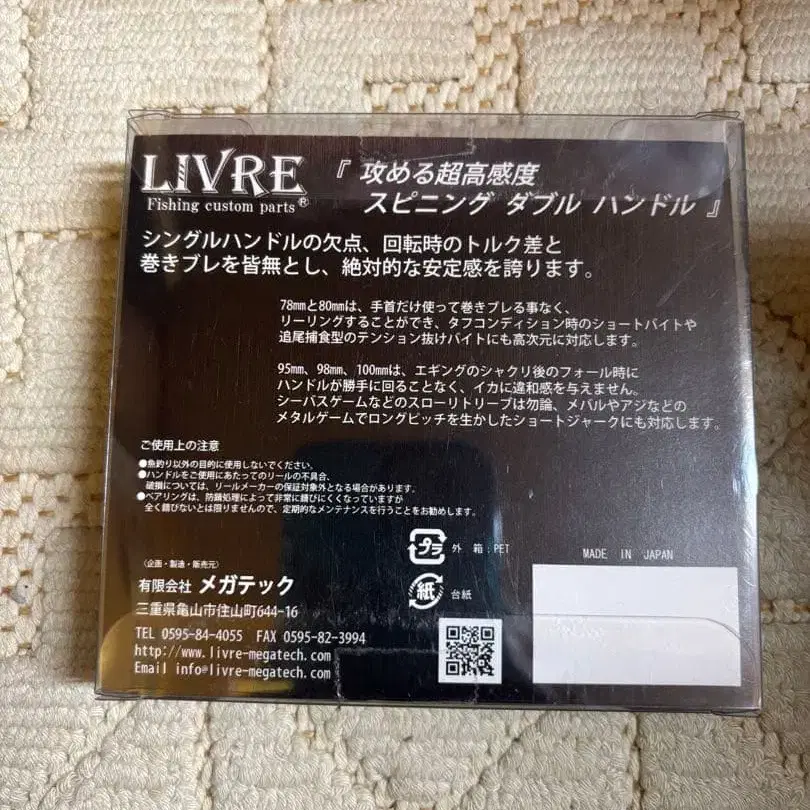 LIVRE
Fishing custom parts®
『 攻める超高感度
スピニング ダブル ハンドル 』
シングルハンドルの欠点、回転時のトルク差と
巻きブレを皆無とし、絶対的な安定感を誇ります。
78mmと80mmは、手首だけ使って巻きブレる事なく、
リーリングすることができ、タフコンディション時のショートバイトや
追尾捕食型のテンション抜けバイトにも高次元に対応します。
95mm、98mm、100mmは、エギングのシャクリ後のフォール時に
ハンドルが勝手に回ることなく、イカに違和感を与えません。
シーバスゲームなどのスローリトリーブは勿論、メバルやアジなどの
メタルゲームでロングピッチを生かしたショートジャークにも対応します。
ご使用上の注意
●魚釣り以外の目的に使用しないでください。
●ハンドルをご使用にあたってのリールの不具合、
破損については、リールメーカーの保証対象外となる場合があります。
●ベアリングは、防錆処理によって非常に錆びにくくなっていますが
全く錆びないとは限りませんので、定期的なメンテナンスを行うことをお勧めします。
プラ 外 箱：PET
紙 台紙
MADE IN JAPAN
〈企画・製造・販売元〉
有限会社 メガテック
三重県亀山市住山町644-16
TEL 0595-84-4055 FAX 0595-82-3994
http://www.livre-megatech.com
Email info@livre-megatech.com